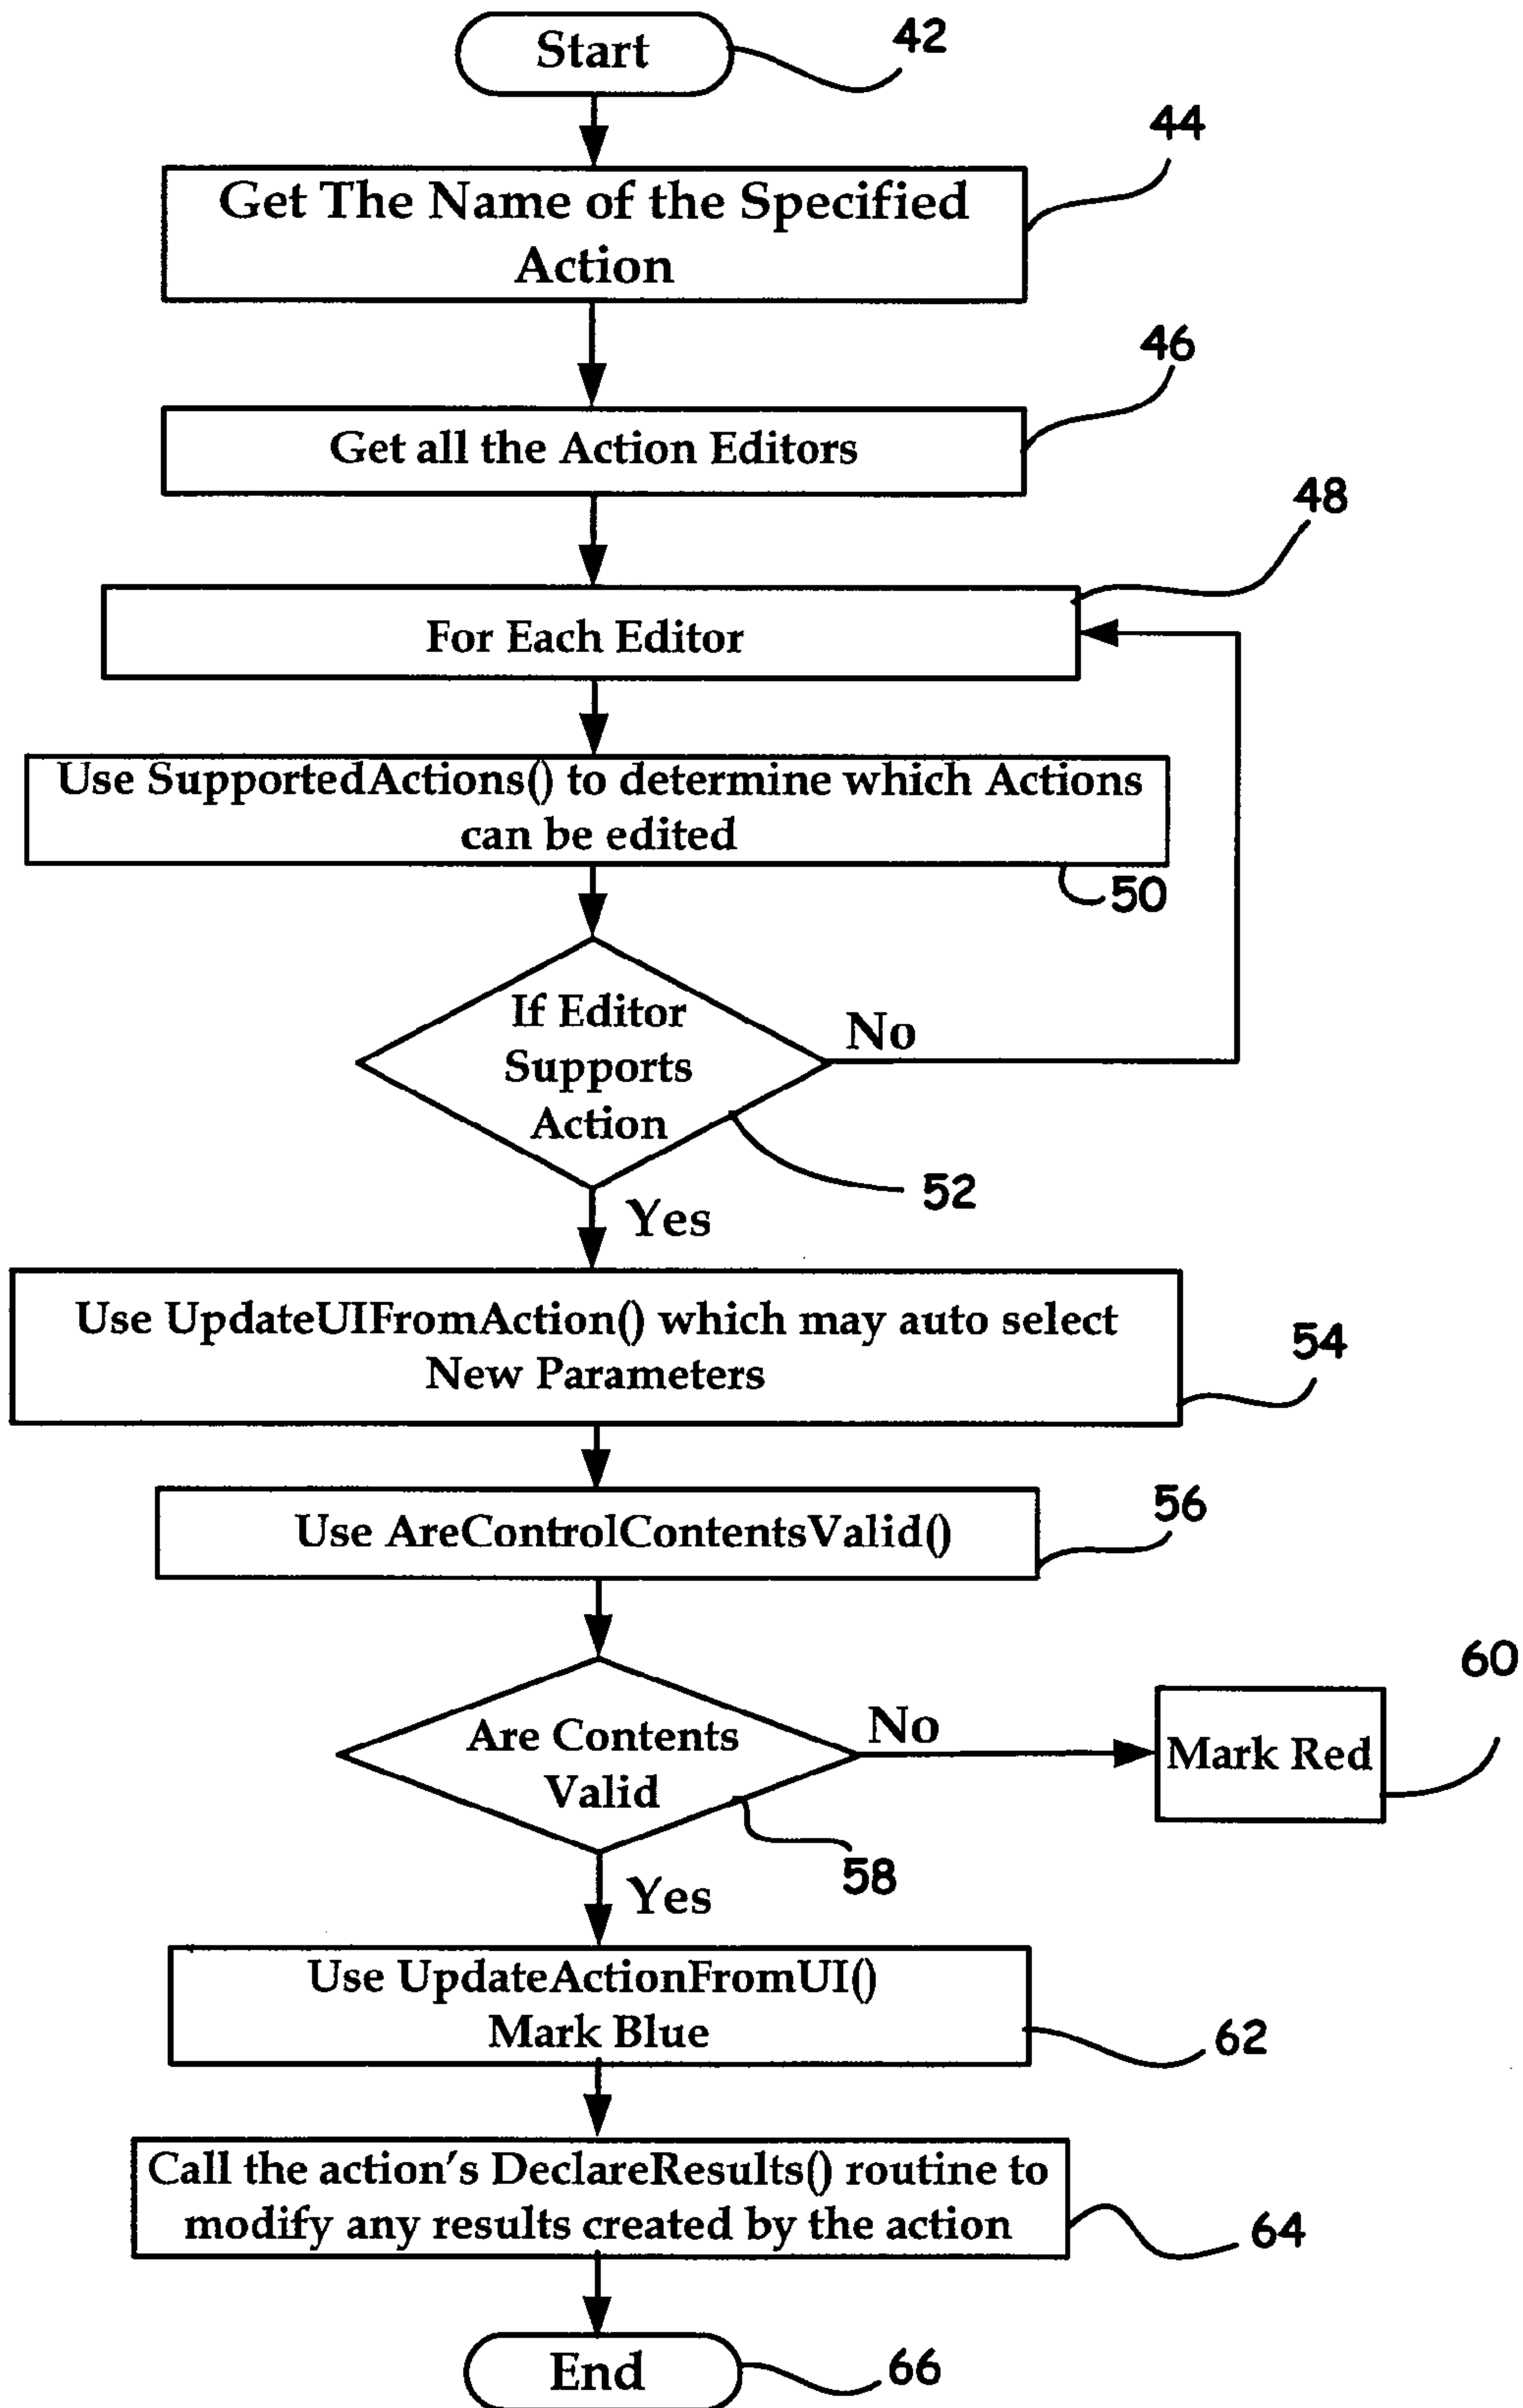 Start
42
44
Get The Name of the Specified
Action
46
Get all the Action Editors
48
For Each Editor
Use SupportedActions() to determine which Actions
can be edited
50
If Editor
Supports
Action
No
52
Yes
Use UpdateUIFromAction() which may auto select
New Parameters
54
Use AreControlContentsValid()
56
Are Contents
Valid
No
58
60
Mark Red
Yes
Use UpdateActionFromUI()
Mark Blue
62
Call the action's DeclareResults() routine to
modify any results created by the action
64
End
66